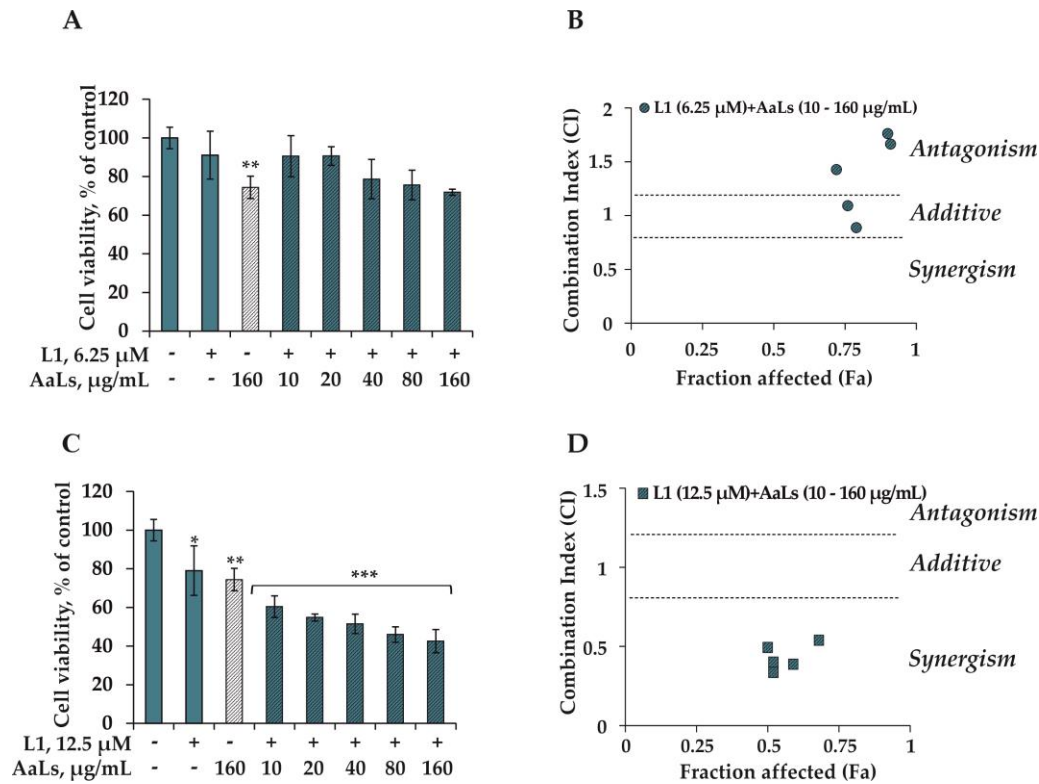 A
Cell viability, % of control
120
100
80
60
40
20
0
L1, 6.25 µM - + - + + + + +
AaLs, µg/mL - - 160 10 20 40 80 160
**
B
Combination Index (CI)
2
1.5
1
0.5
0
L1 (6.25 µM)+AaLs (10 - 160 µg/mL)
Antagonism
Additive
Synergism
0 0.25 0.5 0.75 1
Fraction affected (Fa)
C
Cell viability, % of control
120
100
80
60
40
20
0
* ** ***
L1, 12.5 µM - + - + + + + +
AaLs, µg/mL - - 160 10 20 40 80 160
D
Combination Index (CI)
1.5
1
0.5
0
L1 (12.5 µM)+AaLs (10 - 160 µg/mL)
Antagonism
Additive
Synergism
0 0.25 0.5 0.75 1
Fraction affected (Fa)